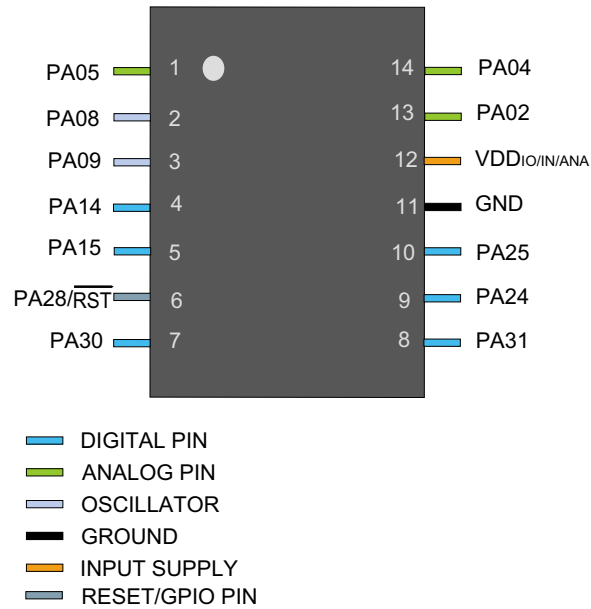 PA05 1 14 PA04
PA08 2 13 PA02
PA09 3 12 VDDIO/IN/ANA
PA14 4 11 GND
PA15 5 10 PA25
PA28/RST 6 9 PA24
PA30 7 8 PA31
DIGITAL PIN
ANALOG PIN
OSCILLATOR
GROUND
INPUT SUPPLY
RESET/GPIO PIN